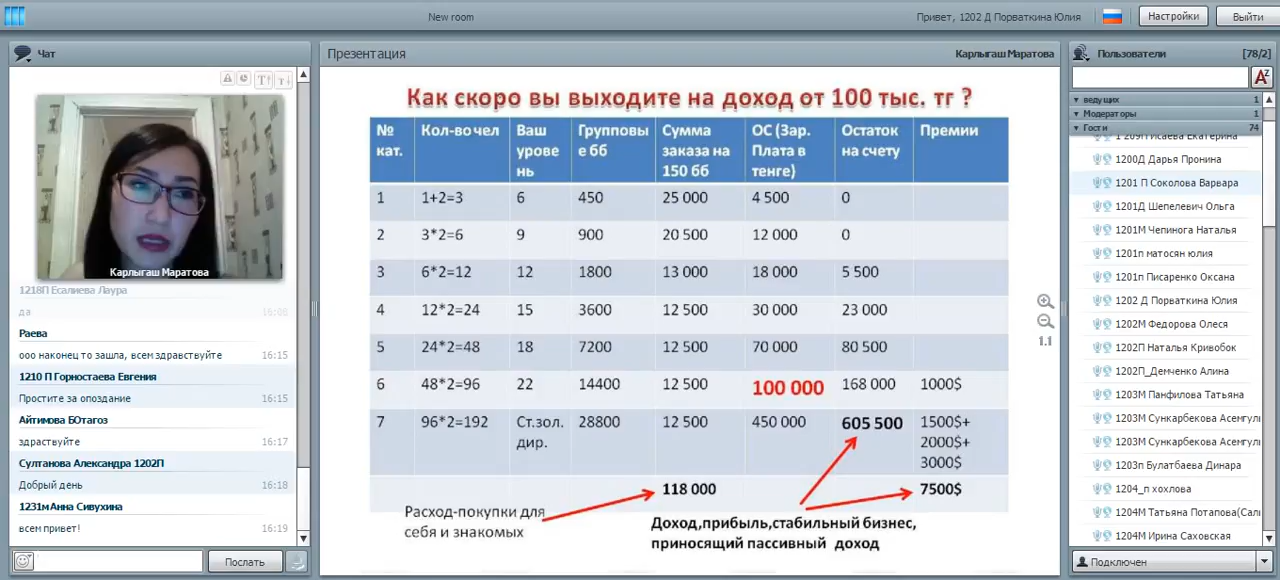 New room
Привет, 1202 Д Порваткина Юлия
Настройки
Выйти
Чат
Карлыгаш Маратова
1218П Есалиева Лаура
да 16:08
Раева
ооо наконец то зашла, всем здравствуйте 16:15
1210 П Горностаева Евгения
Простите за опоздание 16:15
Айтимова БОтагоз
здраствуйте 16:17
Султанова Александра 1202П
Добрый день 16:18
1231мАнна Сивухина
всем привет! 16:19
Послать
Презентация
Карлыгаш Маратова
Как скоро вы выходите на доход от 100 тыс. тг ?
№ кат. Кол-во чел Ваш урове нь Групповы е бб Сумма заказа на 150 бб ОС (Зар. Плата в тенге) Остаток на счету Премии
1 1+2=3 6 450 25 000 4 500 0
2 3*2=6 9 900 20 500 12 000 0
3 6*2=12 12 1800 13 000 18 000 5 500
4 12*2=24 15 3600 12 500 30 000 23 000
5 24*2=48 18 7200 12 500 70 000 80 500
6 48*2=96 22 14400 12 500 100 000 168 000 1000$
7 96*2=192 Ст.зол. дир. 28800 12 500 450 000 605 500 1500$+ 2000$+ 3000$
118 000 7500$
Расход-покупки для
себя и знакомых
Доход,прибыль,стабильный бизнес,
приносящий пассивный доход
1.1
Пользователи [78/2]
ведущих 1
Модераторы 1
Гости 74
1200Д Дарья Пронина
1201 П Соколова Варвара
1201Д Шепелевич Ольга
1201М Чепинога Наталья
1201п матосян юлия
1201п Писаренко Оксана
1202 Д Порваткина Юлия
1202М Федорова Олеся
1202П Наталья Кривобок
1202П_Демченко Алина
1203М Панфилова Татьяна
1203М Сункарбекова Асемгуль
1203М Сункарбекова Асемгуль
1203п Булатбаева Динара
1204_п хохлова
1204М Татьяна Потапова(Сал
1204М Ирина Саховская
Подключен